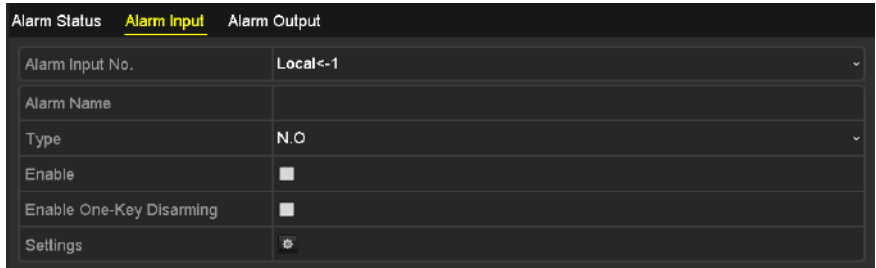 Alarm Status Alarm Input Alarm Output
Alarm Input No. Local<-1
Alarm Name
Type N.O
Enable
Enable One-Key Disarming
Settings